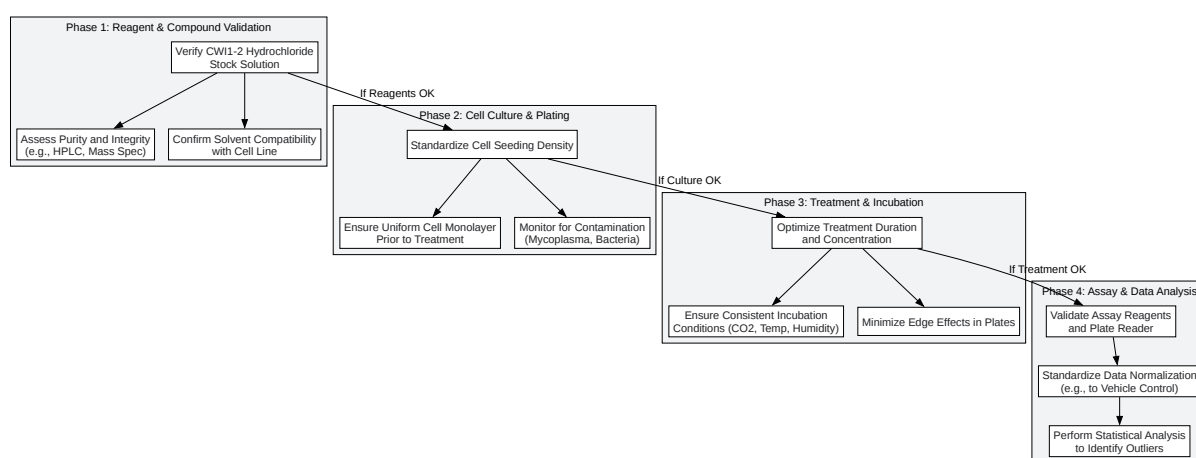 Phase 1: Reagent & Compound Validation
Verify CWI1-2 Hydrochloride
Stock Solution
Assess Purity and Integrity
(e.g., HPLC, Mass Spec)
Confirm Solvent Compatibility
with Cell Line
If Reagents OK
Phase 2: Cell Culture & Plating
Standardize Cell Seeding Density
Ensure Uniform Cell Monolayer
Prior to Treatment
Monitor for Contamination
(Mycoplasma, Bacteria)
If Culture OK
Phase 3: Treatment & Incubation
Optimize Treatment Duration
and Concentration
Ensure Consistent Incubation
Conditions (CO2, Temp, Humidity)
Minimize Edge Effects in Plates
If Treatment OK
Phase 4: Assay & Data Analysis
Validate Assay Reagents
and Plate Reader
Standardize Data Normalization
(e.g., to Vehicle Control)
Perform Statistical Analysis
to Identify Outliers